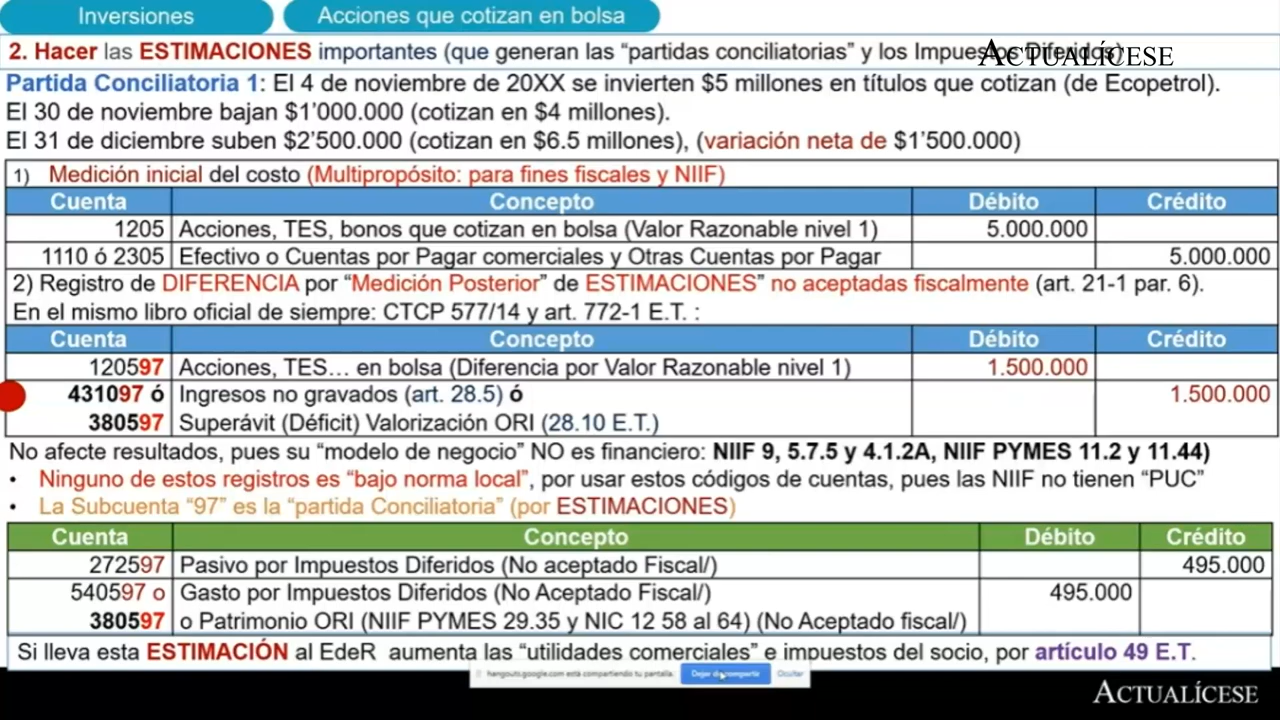 Inversiones
Acciones que cotizan en bolsa
2. Hacer las ESTIMACIONES importantes (que generan las "partidas conciliatorias" y los Impuestos Diferidos)
ACTUALÍCESE
Partida Conciliatoria 1: El 4 de noviembre de 20XX se invierten $5 millones en títulos que cotizan (de Ecopetrol).
El 30 de noviembre bajan $1'000.000 (cotizan en $4 millones).
El 31 de diciembre suben $2'500.000 (cotizan en $6.5 millones), (variación neta de $1'500.000)
1) Medición inicial del costo (Multipropósito: para fines fiscales y NIIF)
Cuenta Concepto Débito Crédito
1205 Acciones, TES, bonos que cotizan en bolsa (Valor Razonable nivel 1) 5.000.000
1110 ó 2305 Efectivo o Cuentas por Pagar comerciales y Otras Cuentas por Pagar 5.000.000
2) Registro de DIFERENCIA por "Medición Posterior" de ESTIMACIONES" no aceptadas fiscalmente (art. 21-1 par. 6).
En el mismo libro oficial de siempre: CTCP 577/14 y art. 772-1 E.T. :
Cuenta Concepto Débito Crédito
120597 Acciones, TES... en bolsa (Diferencia por Valor Razonable nivel 1) 1.500.000
431097 ó Ingresos no gravados (art. 28.5) ó 1.500.000
380597 Superávit (Déficit) Valorización ORI (28.10 E.T.)
No afecte resultados, pues su "modelo de negocio" NO es financiero: NIIF 9, 5.7.5 y 4.1.2A, NIIF PYMES 11.2 y 11.44)
• Ninguno de estos registros es "bajo norma local", por usar estos códigos de cuentas, pues las NIIF no tienen "PUC"
• La Subcuenta "97" es la "partida Conciliatoria" (por ESTIMACIONES)
Cuenta Concepto Débito Crédito
272597 Pasivo por Impuestos Diferidos (No aceptado Fiscal/) 495.000
540597 o Gasto por Impuestos Diferidos (No Aceptado Fiscal/) 495.000
380597 o Patrimonio ORI (NIIF PYMES 29.35 y NIC 12 58 al 64) (No Aceptado fiscal/)
Si lleva esta ESTIMACIÓN al EdeR aumenta las "utilidades comerciales" e impuestos del socio, por artículo 49 E.T.
hangouts.google.com está compartiendo tu pantalla. Dejar de compartir Ocultar
ACTUALÍCESE